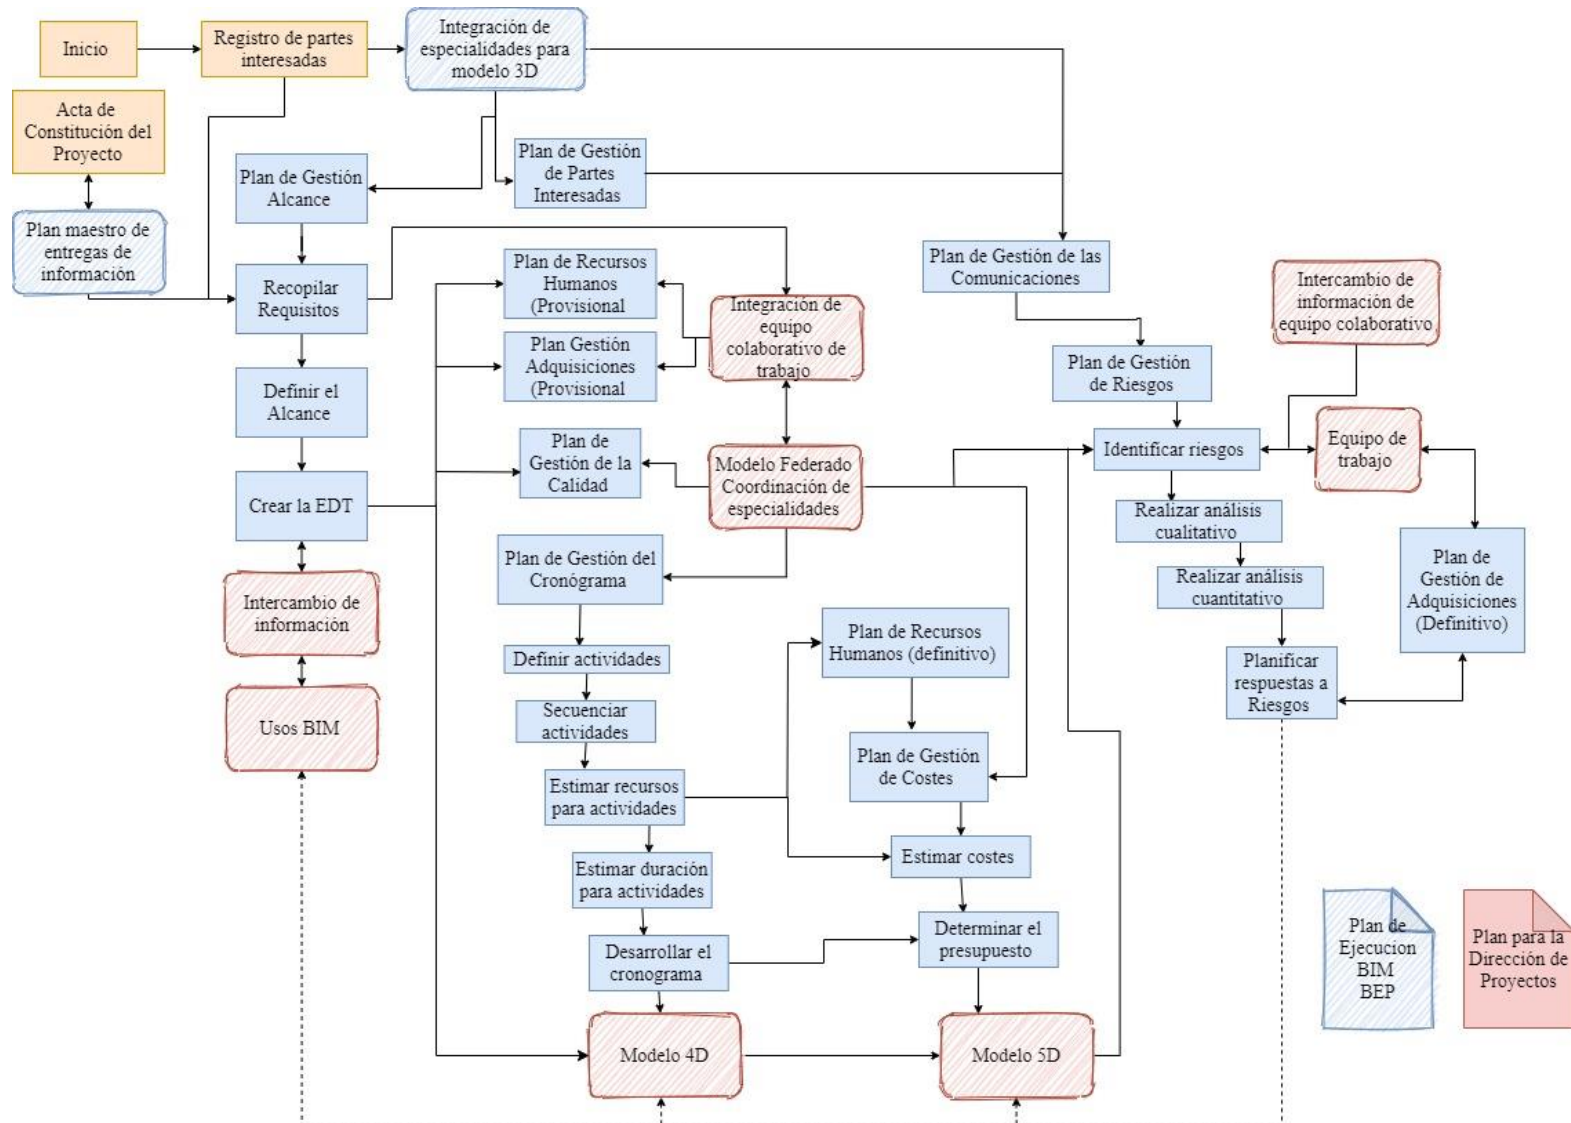 Inicio
Registro de partes
interesadas
Integración de
especialidades para
modelo 3D
Acta de
Constitución del
Proyecto
Plan de Gestión
Alcance
Plan de Gestión
de Partes
Interesadas
Plan maestro de
entregas de
información
Recopilar
Requisitos
Plan de Recursos
Humanos
(Provisional
Integración de
equipo
colaborativo de
trabajo
Plan de Gestión de las
Comunicaciones
Intercambio de
información de
equipo colaborativo
Plan Gestión
Adquisiciones
(Provisional
Plan de Gestión
de Riesgos
Definir el
Alcance
Plan de
Gestión de la
Calidad
Modelo Federado
Coordinación de
especialidades
Identificar riesgos
Equipo de
trabajo
Crear la EDT
Realizar análisis
cualitativo
Plan de Gestión del
Cronógrama
Realizar análisis
cuantitativo
Plan de
Gestión de
Adquisiciones
(Definitivo)
Intercambio de
información
Plan de Recursos
Humanos (definitivo)
Definir actividades
Planificar
respuestas a
Riesgos
Usos BIM
Secuenciar
actividades
Plan de Gestión
de Costes
Estimar recursos
para actividades
Estimar costes
Estimar duración
para actividades
Determinar el
presupuesto
Desarrollar el
cronograma
Plan de
Ejecucion
BIM
BEP
Plan para la
Dirección de
Proyectos
Modelo 4D
Modelo 5D